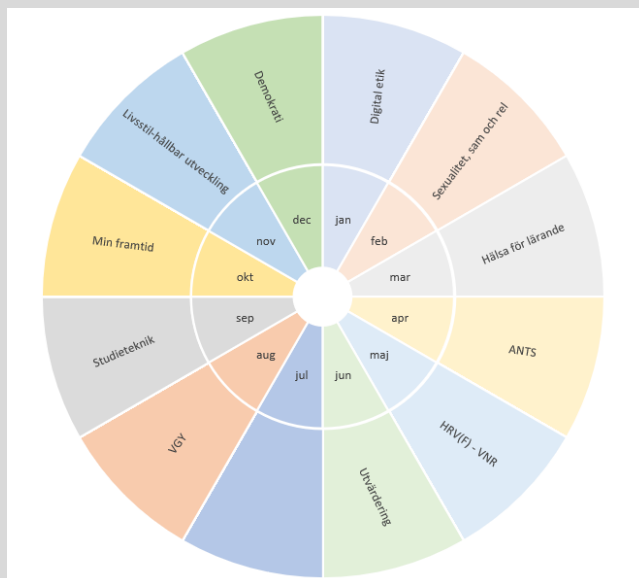 Digital etik
Sexualitet, sam och rel
Hälsa för lärande
ANTS
HRV(F) - VNR
Utvärdering
VGY
Studieteknik
Min framtid
Livsstil-hållbar utveckling
Demokrati
jan
feb
mar
apr
maj
jun
jul
aug
sep
okt
nov
dec